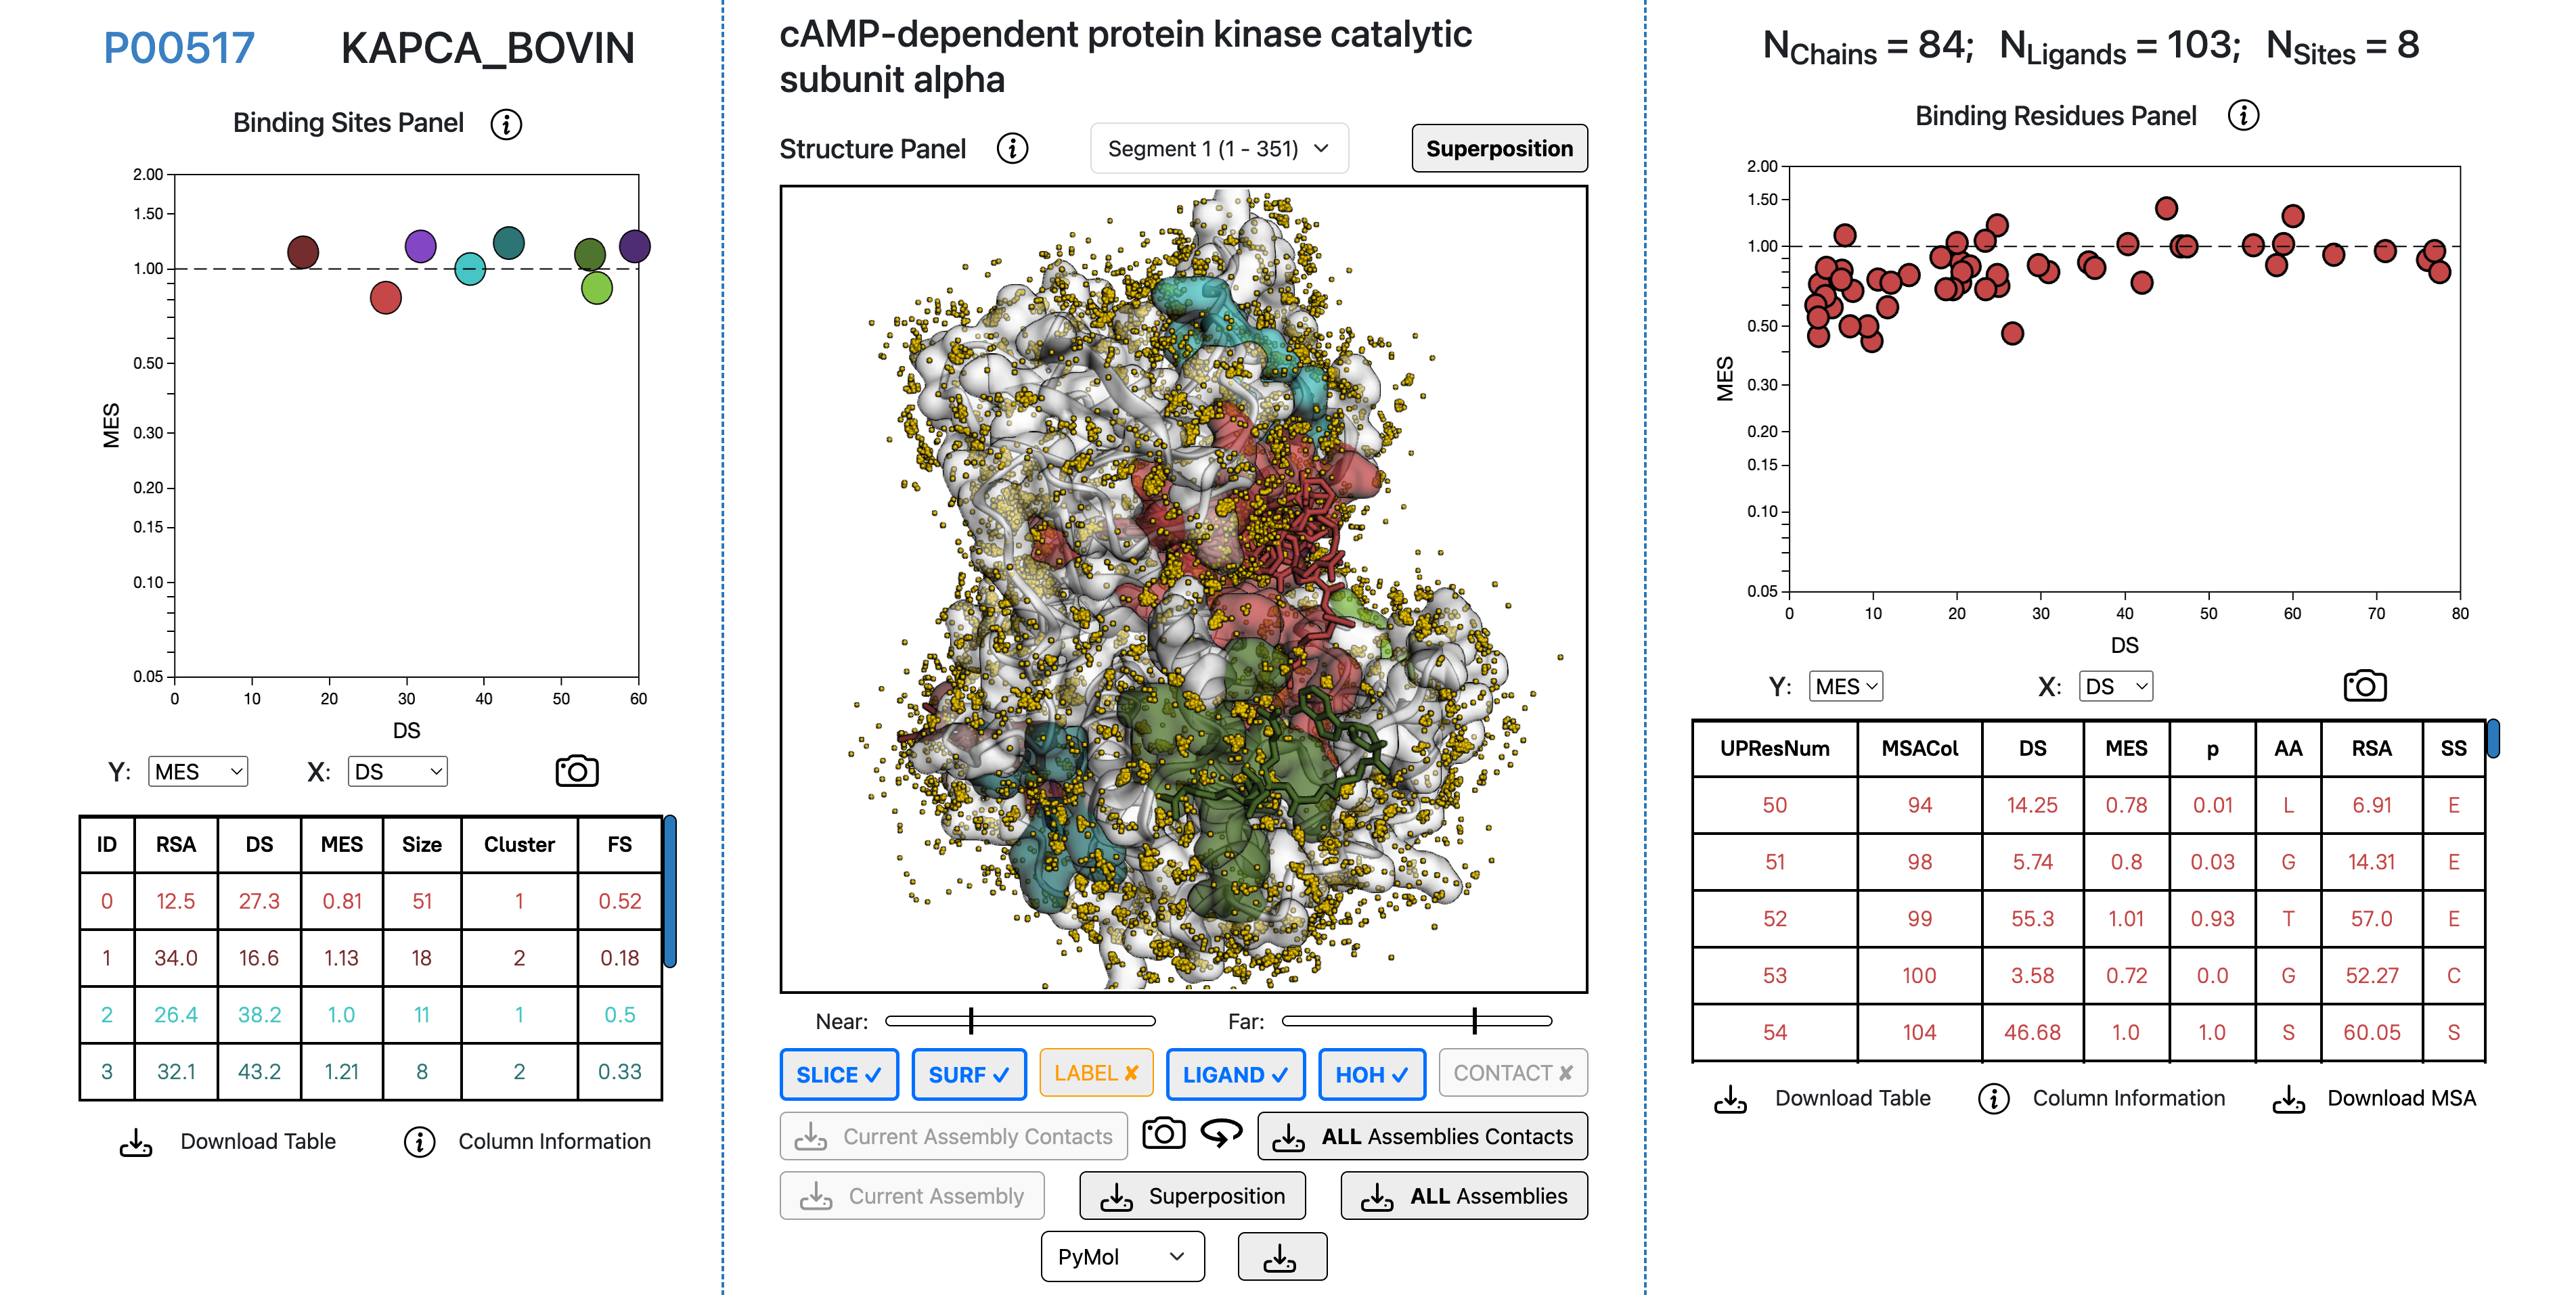 P00517 KAPCA_BOVIN
Binding Sites Panel i
2.00
1.50
1.00
0.50
0.30
0.20
0.15
0.10
0.05
MES
0 10 20 30 40 50 60
DS
Y: MES X: DS
ID RSA DS MES Size Cluster FS
0 12.5 27.3 0.81 51 1 0.52
1 34.0 16.6 1.13 18 2 0.18
2 26.4 38.2 1.0 11 1 0.5
3 32.1 43.2 1.21 8 2 0.33
Download Table i Column Information
cAMP-dependent protein kinase catalytic
subunit alpha
Structure Panel i Segment 1 (1 - 351) Superposition
Near: Far:
SLICE ✓ SURF ✓ LABEL ✘ LIGAND ✓ HOH ✓ CONTACT ✘
Current Assembly Contacts ALL Assemblies Contacts
Current Assembly Superposition ALL Assemblies
PyMol
NChains = 84; NLigands = 103; NSites = 8
Binding Residues Panel i
2.00
1.50
1.00
0.50
0.30
0.20
0.15
0.10
0.05
MES
0 10 20 30 40 50 60 70 80
DS
Y: MES X: DS
UPResNum MSACol DS MES p AA RSA SS
50 94 14.25 0.78 0.01 L 6.91 E
51 98 5.74 0.8 0.03 G 14.31 E
52 99 55.3 1.01 0.93 T 57.0 E
53 100 3.58 0.72 0.0 G 52.27 C
54 104 46.68 1.0 1.0 S 60.05 S
Download Table i Column Information Download MSA